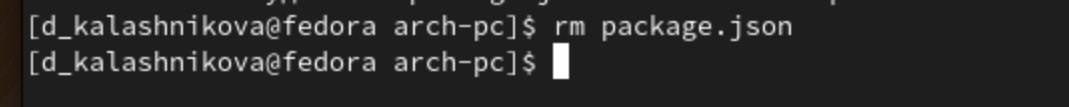 [d_kalashnikova@fedora arch-pc]$ rm package.json
[d_kalashnikova@fedora arch-pc]$